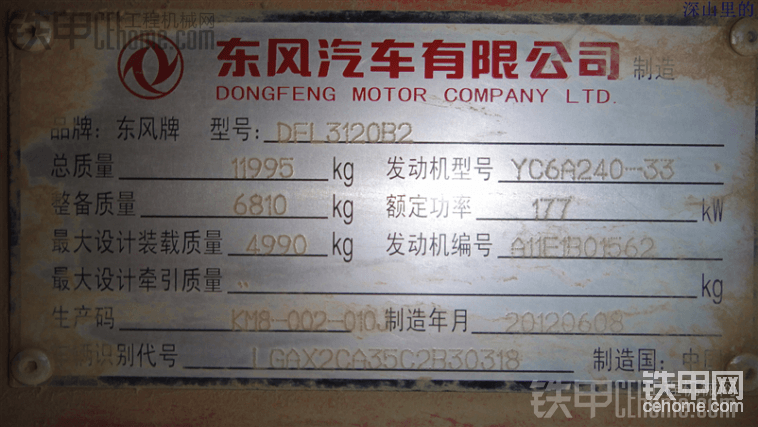 铁甲 工程机械网 CEhome.com
深山里的
东风汽车有限公司 制造
DONGFENG MOTOR COMPANY LTD.
品牌: 东风牌 型号: DFL3120B2
总质量 11995 kg 发动机型号 YC6A240-33
整备质量 6810 kg 额定功率 177 kW
最大设计装载质量 4990 kg 发动机编号 A11E1B01562
最大设计牵引质量 kg
生产码 KM8-002-010J 制造年月 20120608
车辆识别代号 LGAX2CA35C2B30318 制造国: 中国
铁甲网
cehome.com